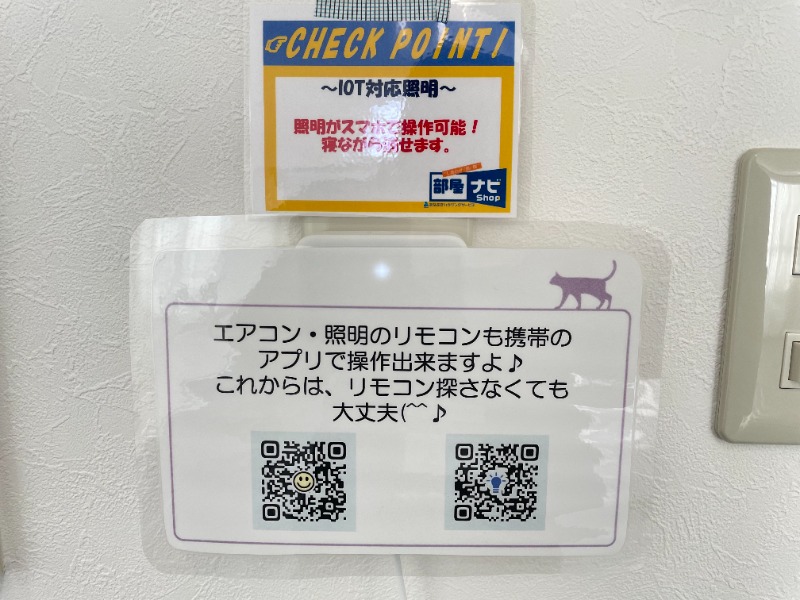 CHECK POINT!
～IOT対応照明～
照明がスマホで操作可能！
寝ながら消せます。
部屋ナビ
Shop
エアコン・照明のリモコンも携帯の
アプリで操作出来ますよ♪
これからは、リモコン探さなくても
大丈夫(^^♪